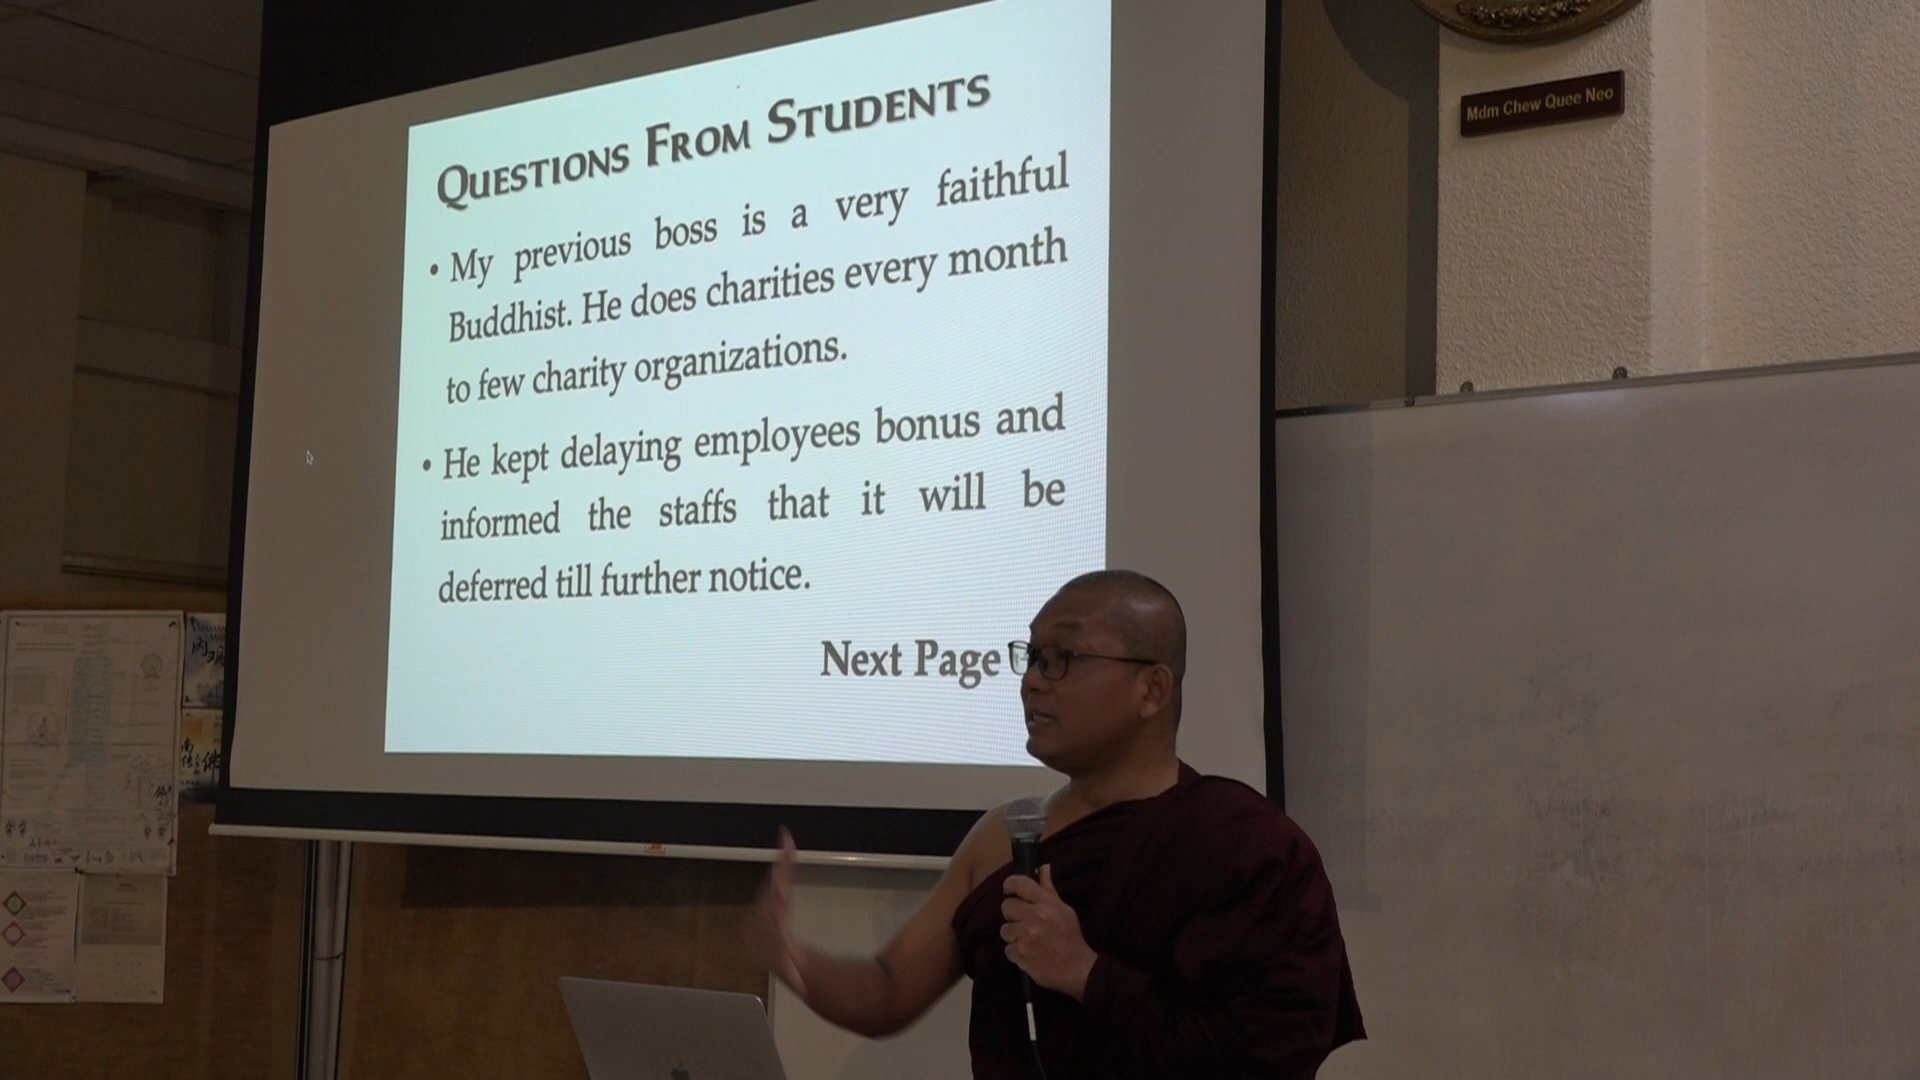 QUESTIONS FROM STUDENTS
• My previous boss is a very faithful
Buddhist. He does charities every month
to few charity organizations.
• He kept delaying employees bonus and
informed the staffs that it will be
deferred till further notice.
Next Page
Mdm Chew Quee Neo